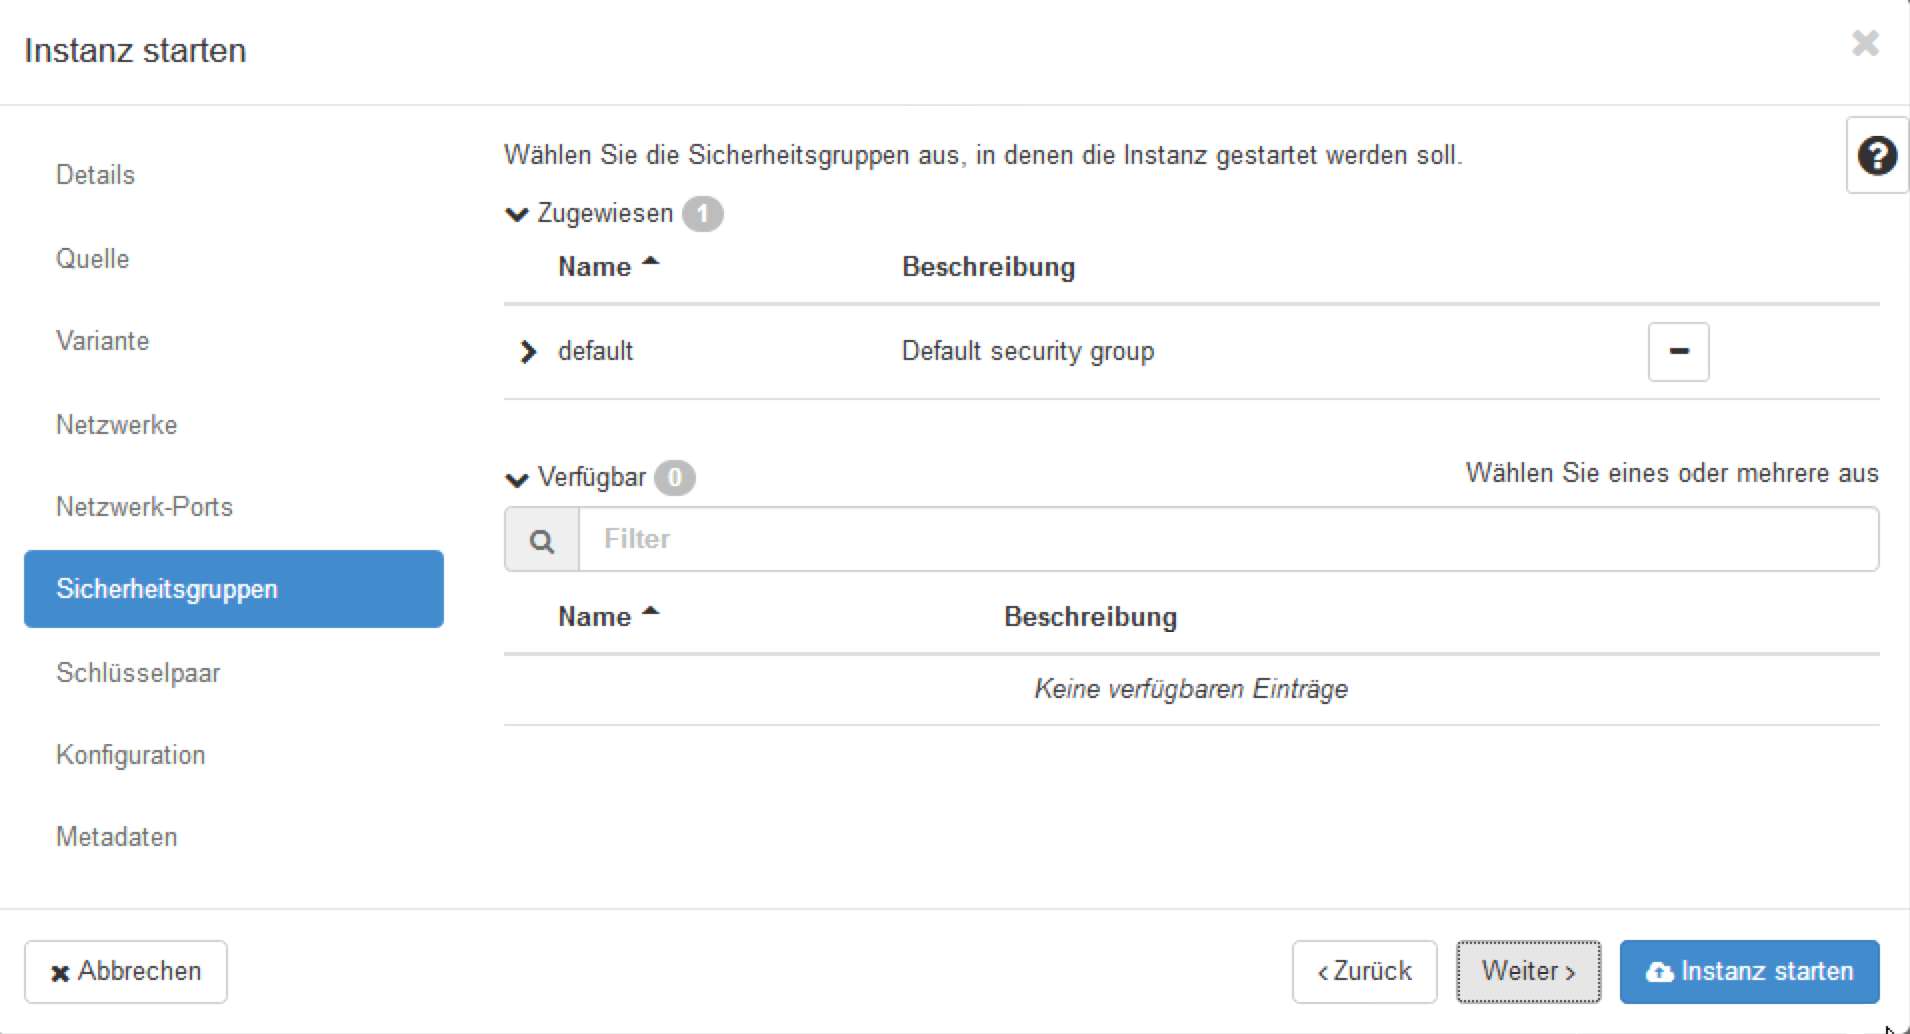 Instanz starten
Details
Quelle
Variante
Netzwerke
Netzwerk-Ports
Sicherheitsgruppen
Schlüsselpaar
Konfiguration
Metadaten
Wählen Sie die Sicherheitsgruppen aus, in denen die Instanz gestartet werden soll.
Zugewiesen 1
Name Beschreibung
default Default security group
Verfügbar 0 Wählen Sie eines oder mehrere aus
Filter
Name Beschreibung
Keine verfügbaren Einträge
Abbrechen ‹Zurück Weiter › Instanz starten